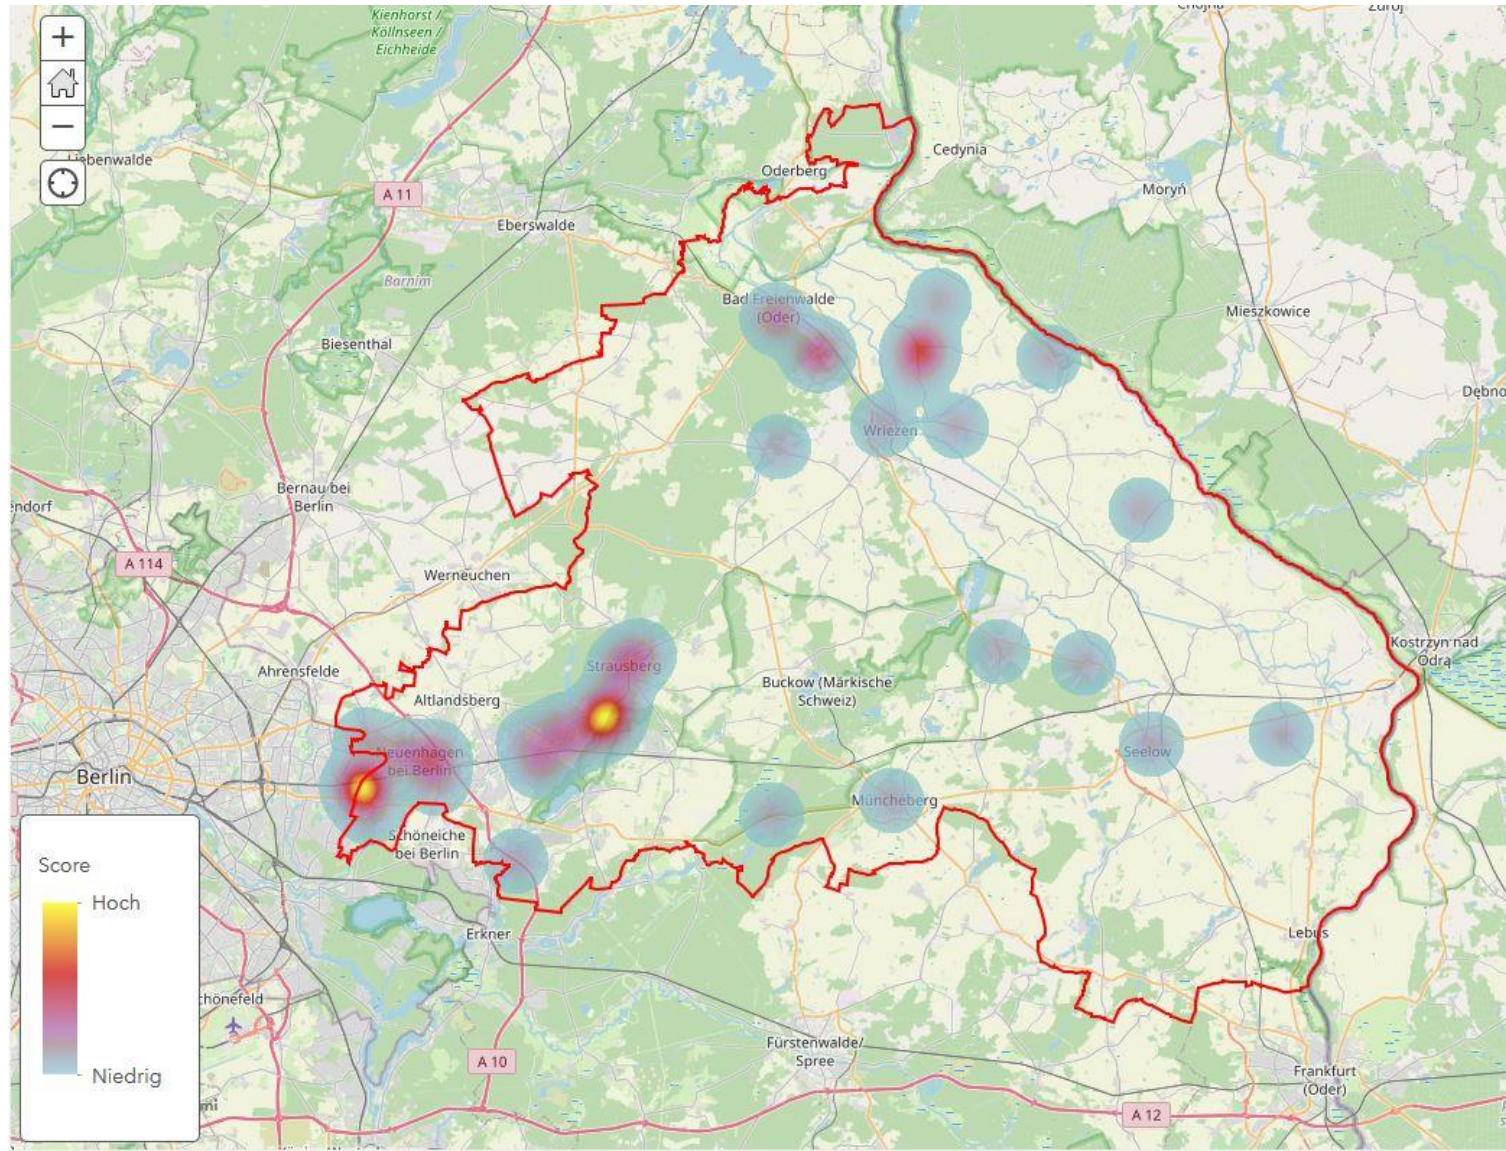 Kienhorst /
Köllnseen /
Eichheide
Cedynia
Oderberg
Moryń
A 11
Eberswalde
Barnim
Bad Freienwalde
(Oder)
Mieszkowice
Biesenthal
Wriezen
Bernau bei
Berlin
A 114
Werneuchen
Kostrzyn nad
Odrą
Ahrensfelde
Strausberg
Altlandsberg
Buckow (Märkische
Schweiz)
Neuenhagen
bei Berlin
Seelow
Berlin
Müncheberg
Schöneiche
bei Berlin
Score
Hoch
Niedrig
Erkner
Lebus
A 10
Fürstenwalde/
Spree
Frankfurt
(Oder)
A 12